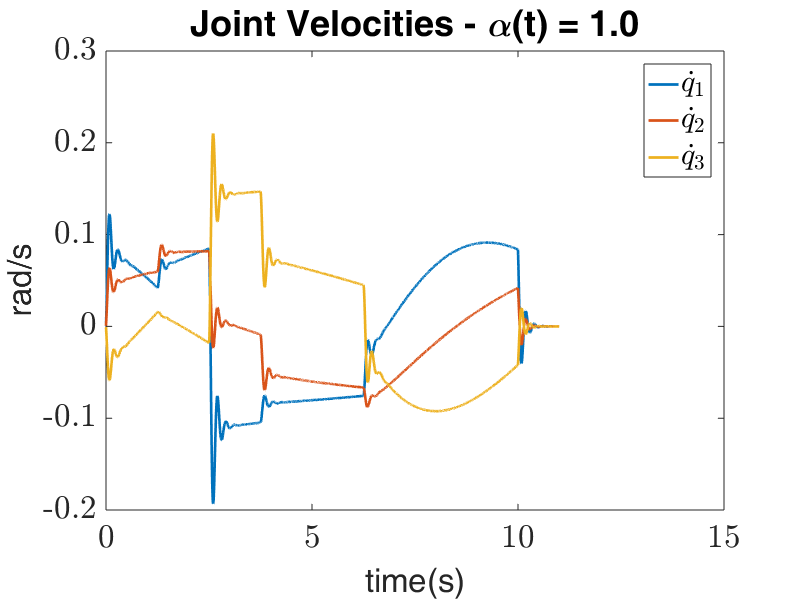 Joint Velocities - α(t) = 1.0
0.3
0.2
0.1
0
-0.1
-0.2
rad/s
q̇1
q̇2
q̇3
0 5 10 15
time(s)